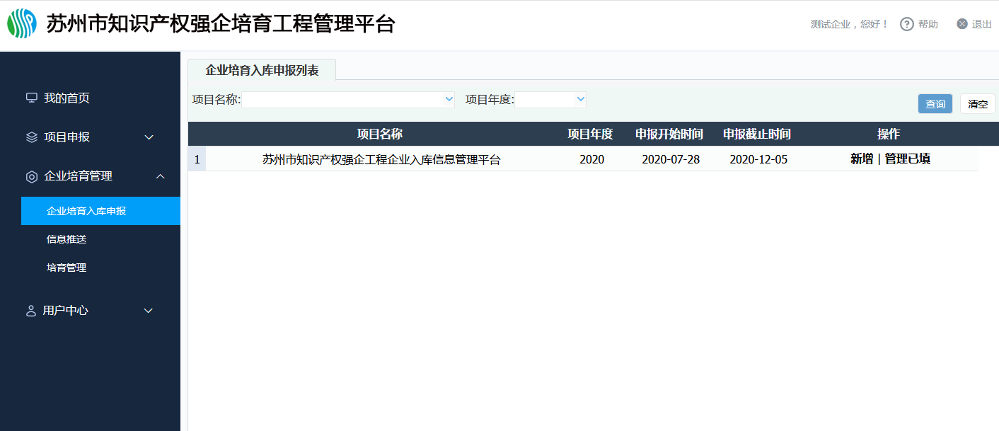 苏州市知识产权强企培育工程管理平台
测试企业，您好！ 帮助 退出
我的首页
项目申报
企业培育管理
企业培育入库申报
信息推送
培育管理
用户中心
企业培育入库申报列表
项目名称: 项目年度: 查询 清空
项目名称 项目年度 申报开始时间 申报截止时间 操作
1 苏州市知识产权强企工程企业入库信息管理平台 2020 2020-07-28 2020-12-05 新增 | 管理已填